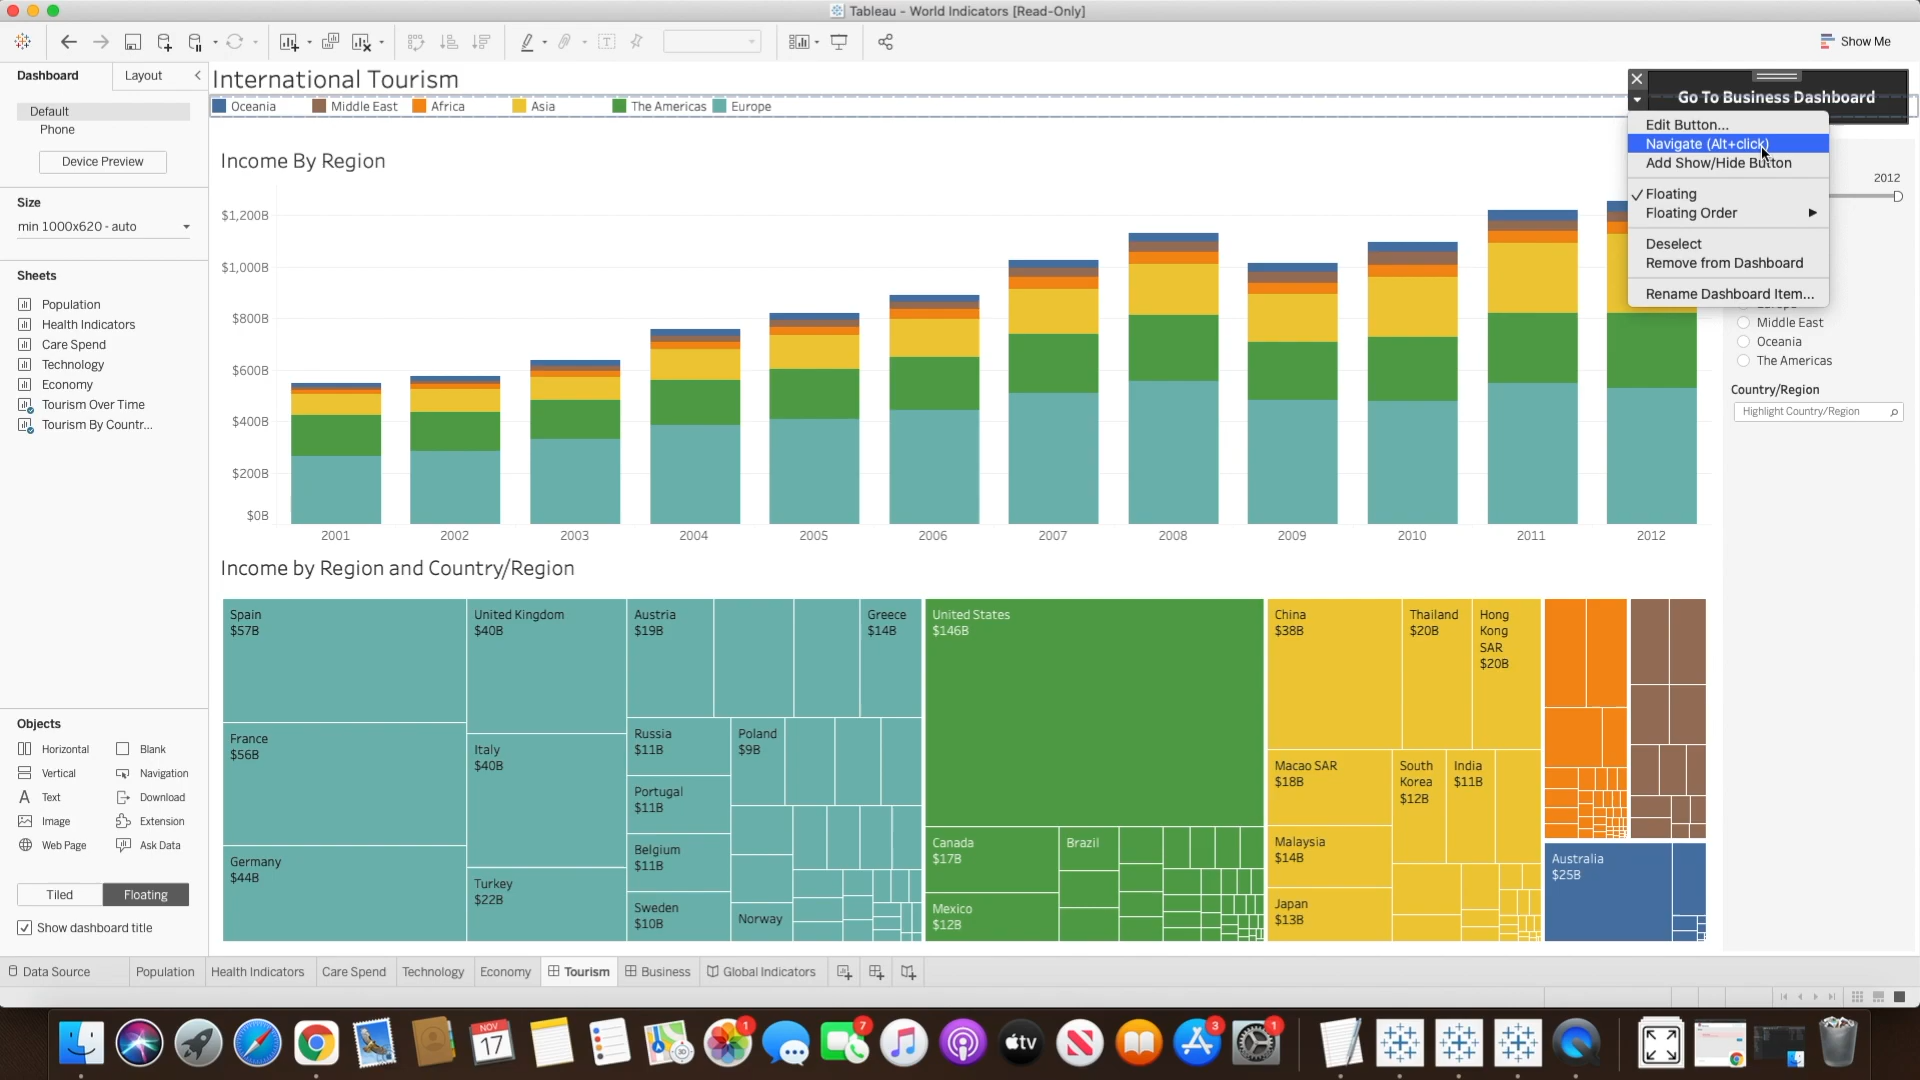 Tableau - World Indicators [Read-Only]
Show Me
Dashboard
Layout
Default
Phone
Device Preview
Size
min 1000x620 - auto
Sheets
Population
Health Indicators
Care Spend
Technology
Economy
Tourism Over Time
Tourism By Countr...
Objects
Horizontal
Blank
Vertical
Navigation
Text
Download
Image
Extension
Web Page
Ask Data
Tiled
Floating
Show dashboard title
International Tourism
Oceania
Middle East
Africa
Asia
The Americas
Europe
Go To Business Dashboard
Edit Button...
Navigate (Alt+click)
Add Show/Hide Button
Floating
Floating Order
Deselect
Remove from Dashboard
Rename Dashboard Item...
2012
Middle East
Oceania
The Americas
Country/Region
Highlight Country/Region
Income By Region
$1,200B
$1,000B
$800B
$600B
$400B
$200B
$0B
2001
2002
2003
2004
2005
2006
2007
2008
2009
2010
2011
2012
Income by Region and Country/Region
Spain
$57B
France
$56B
Germany
$44B
United Kingdom
$40B
Italy
$40B
Turkey
$22B
Austria
$19B
Greece
$14B
Russia
$11B
Poland
$9B
Portugal
$11B
Belgium
$11B
Sweden
$10B
Norway
United States
$146B
Canada
$17B
Brazil
Mexico
$12B
China
$38B
Thailand
$20B
Hong
Kong
SAR
$20B
Macao SAR
$18B
South
Korea
$12B
India
$11B
Malaysia
$14B
Japan
$13B
Australia
$25B
Data Source
Population
Health Indicators
Care Spend
Technology
Economy
Tourism
Business
Global Indicators
NOV
17
1
7
tv
3
1